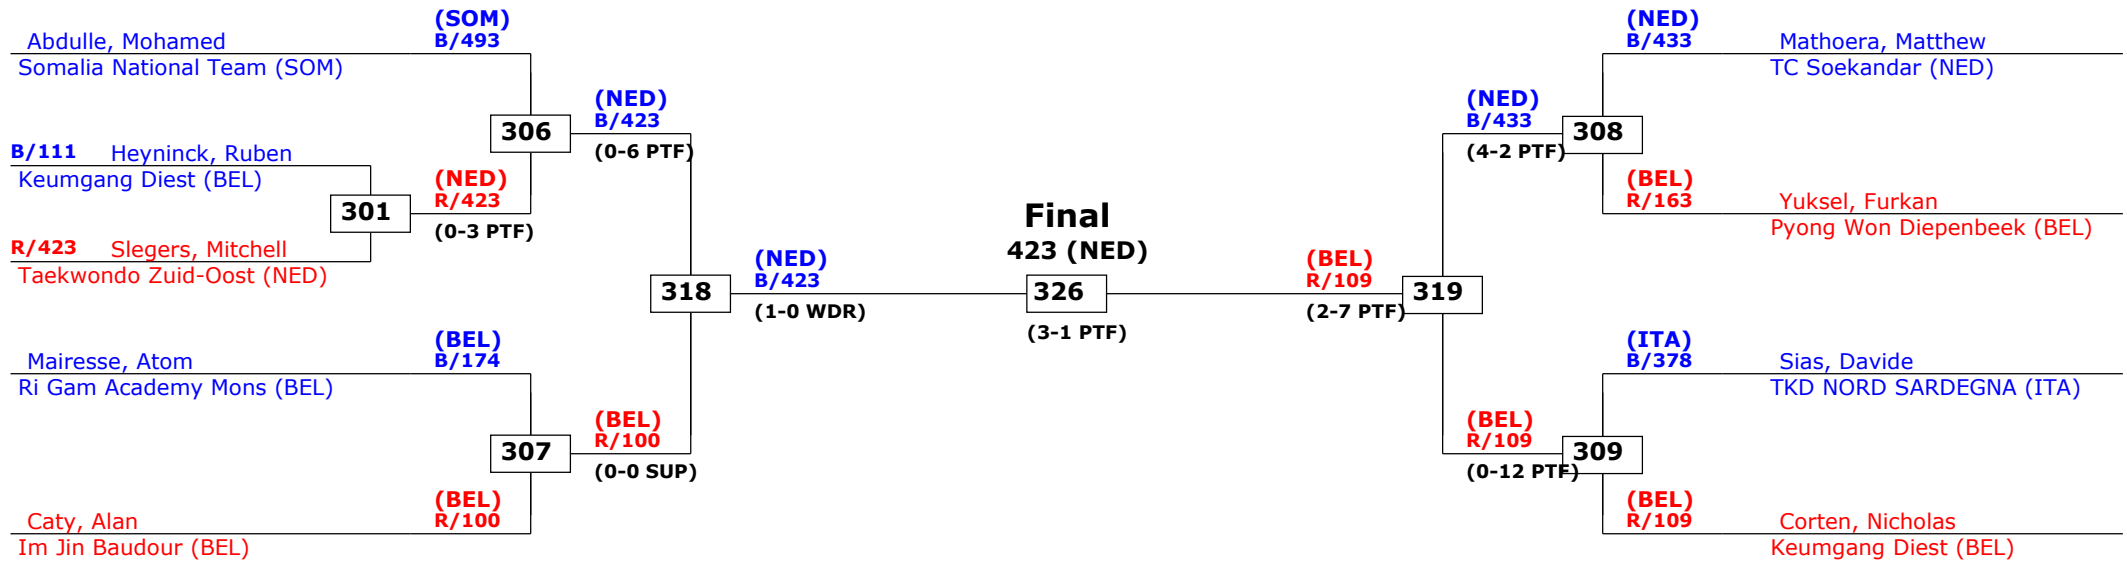 (SOM)
B/493
Abdulle, Mohamed
Somalia National Team (SOM)
306
(NED)
B/423
(0-6 PTF)
B/111 Heyninck, Ruben
Keumgang Diest (BEL)
301
(NED)
R/423
(0-3 PTF)
R/423 Slegers, Mitchell
Taekwondo Zuid-Oost (NED)
318
(NED)
B/423
(1-0 WDR)
(BEL)
B/174
Mairesse, Atom
Ri Gam Academy Mons (BEL)
307
(BEL)
R/100
(0-0 SUP)
(BEL)
R/100
Caty, Alan
Im Jin Baudour (BEL)
Final
423 (NED)
326
(3-1 PTF)
(NED)
B/433
Mathoera, Matthew
TC Soekandar (NED)
(NED)
B/433
(4-2 PTF)
308
(BEL)
R/163
Yuksel, Furkan
Pyong Won Diepenbeek (BEL)
(BEL)
R/109
(2-7 PTF)
319
(ITA)
B/378
Sias, Davide
TKD NORD SARDEGNA (ITA)
(BEL)
R/109
(0-12 PTF)
309
(BEL)
R/109
Corten, Nicholas
Keumgang Diest (BEL)